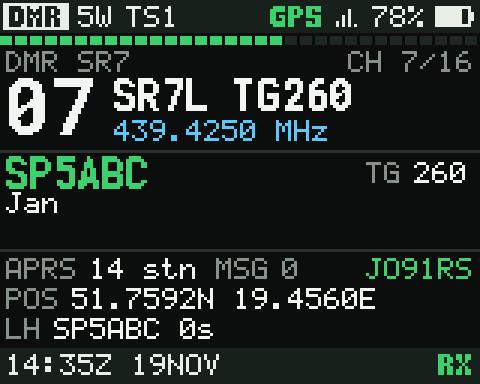 DMR 5W TS1 GPS 78%
DMR SR7 CH 7/16
07 SR7L TG260
439.4250 MHz
SP5ABC TG 260
Jan
APRS 14 stn MSG 0 JO91RS
POS 51.7592N 19.4560E
LH SP5ABC 0s
14:35Z 19NOV RX